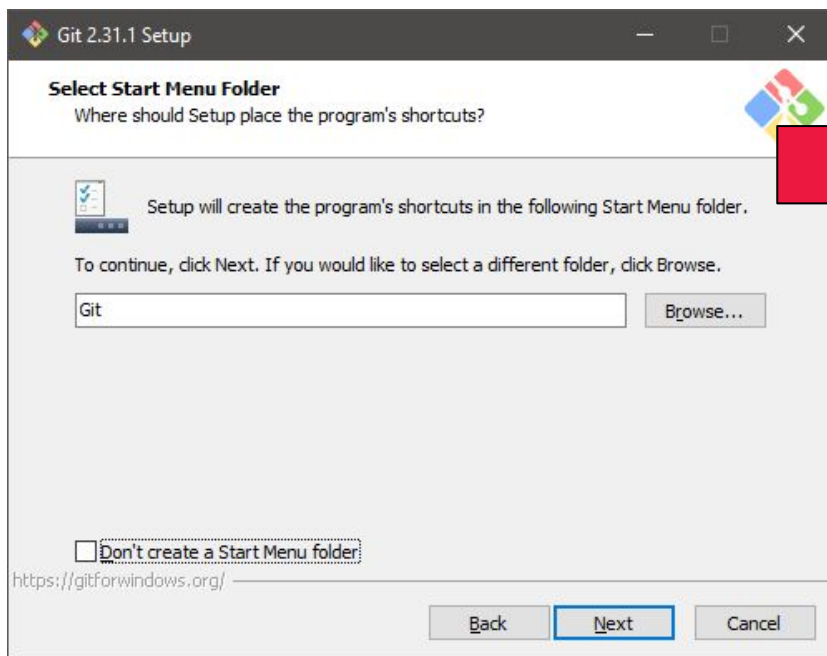 Git 2.31.1 Setup
Select Start Menu Folder
Where should Setup place the program's shortcuts?
Setup will create the program's shortcuts in the following Start Menu folder.
To continue, click Next. If you would like to select a different folder, click Browse.
Git
Browse...
Don't create a Start Menu folder
https://gitforwindows.org/
Back
Next
Cancel